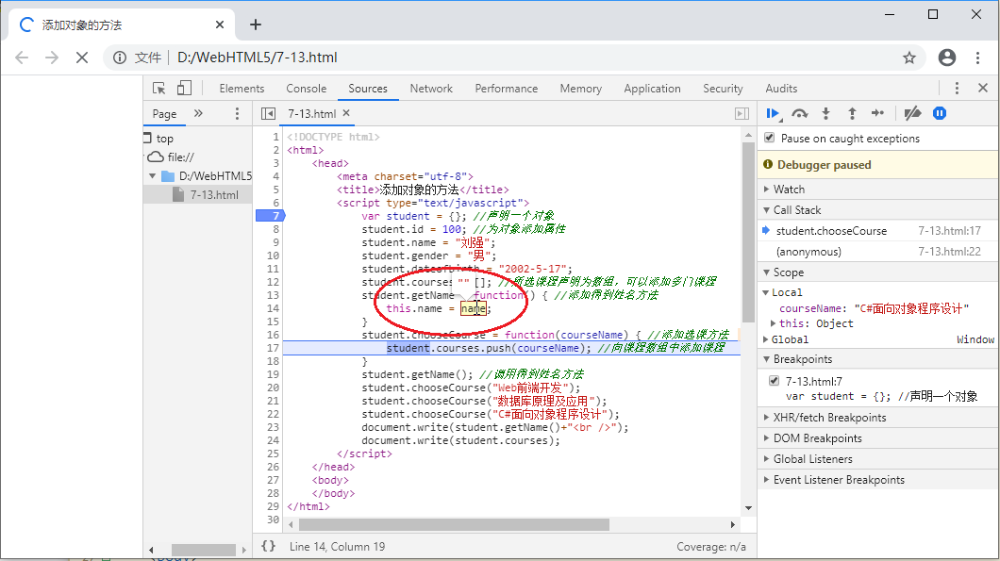 添加对象的方法
文件 D:/WebHTML5/7-13.html
Elements Console Sources Network Performance Memory Application Security Audits
Page
top
file://
D:/WebHTML5
7-13.html
7-13.html
1 <!DOCTYPE html>
2 <html>
3 <head>
4 <meta charset="utf-8">
5 <title>添加对象的方法</title>
6 <script type="text/javascript">
7 var student = {}; //声明一个对象
8 student.id = 100; //为对象添加属性
9 student.name = "刘强";
10 student.gender = "男";
11 student.dateofbirth = "2002-5-17";
12 student.courses "" []; //所选课程声明为数组，可以添加多门课程
13 student.getName function() { //添加得到姓名方法
14 this.name = name;
15 }
16 student.chooseCourse = function(courseName) { //添加选课方法
17 student.courses.push(courseName); //向课程数组中添加课程
18 }
19 student.getName(); //调用得到姓名方法
20 student.chooseCourse("Web前端开发");
21 student.chooseCourse("数据库原理及应用");
22 student.chooseCourse("C#面向对象程序设计");
23 document.write(student.getName()+"<br />");
24 document.write(student.courses);
25 </script>
26 </head>
27 <body>
28 </body>
29 </html>
30
{} Line 14, Column 19 Coverage: n/a
Pause on caught exceptions
Debugger paused
Watch
Call Stack
student.chooseCourse 7-13.html:17
(anonymous) 7-13.html:22
Scope
Local
courseName: "C#面向对象程序设计"
this: Object
Global Window
Breakpoints
7-13.html:7
var student = {}; //声明一个对象
XHR/fetch Breakpoints
DOM Breakpoints
Global Listeners
Event Listener Breakpoints